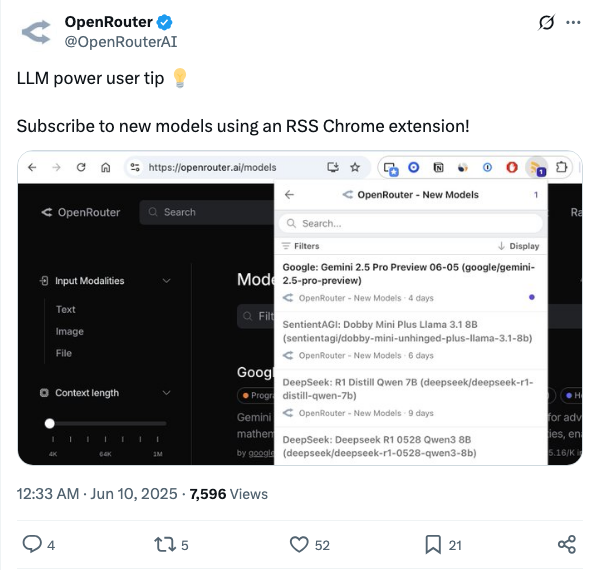 OpenRouter
@OpenRouterAI
LLM power user tip 💡
Subscribe to new models using an RSS Chrome extension!
https://openrouter.ai/models
1
OpenRouter
Search
Ra
Input Modalities
Text
Image
File
Context length
4K 64K 1M
Mode
Filt
Googl
Progra
Gemini
mathem
by google
OpenRouter - New Models 1
Search...
Filters Display
Google: Gemini 2.5 Pro Preview 06-05 (google/gemini-
2.5-pro-preview)
OpenRouter - New Models · 4 days
SentientAGI: Dobby Mini Plus Llama 3.1 8B
(sentientagi/dobby-mini-unhinged-plus-llama-3.1-8b)
OpenRouter - New Models · 6 days
DeepSeek: R1 Distill Qwen 7B (deepseek/deepseek-r1-
distill-qwen-7b)
OpenRouter - New Models · 9 days
DeepSeek: Deepseek R1 0528 Qwen3 8B
(deepseek/deepseek-r1-0528-qwen3-8b)
for adv
ties, en
5.16/K i
12:33 AM · Jun 10, 2025 · 7,596 Views
4 5 52 21